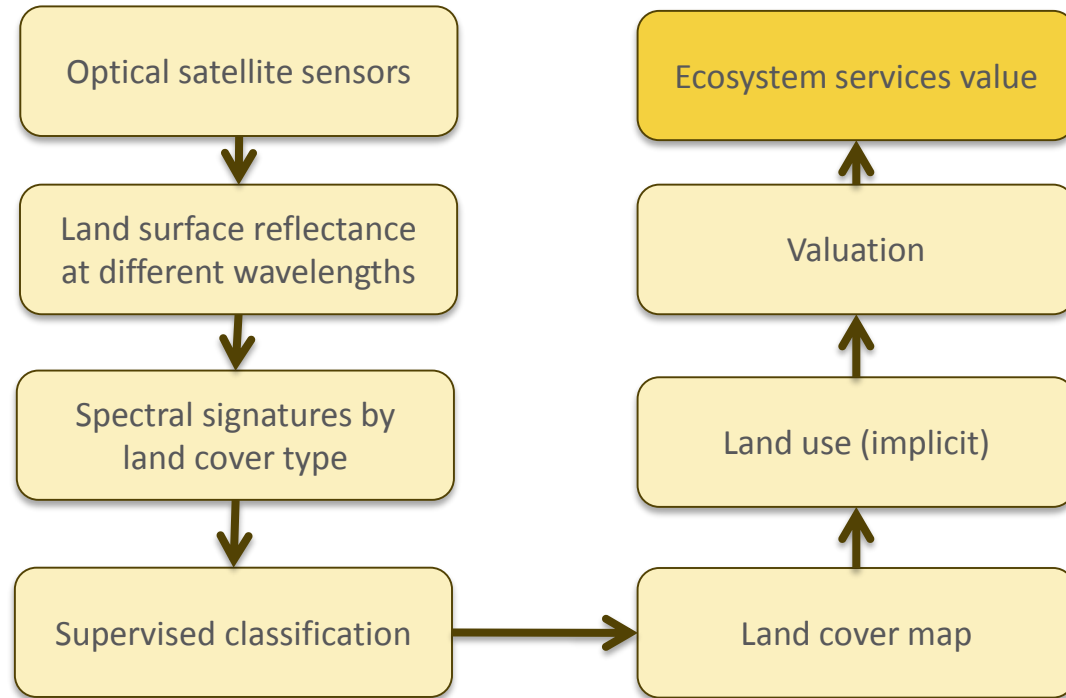 Optical satellite sensors
Land surface reflectance
at different wavelengths
Spectral signatures by
land cover type
Supervised classification
Land cover map
Land use (implicit)
Valuation
Ecosystem services value